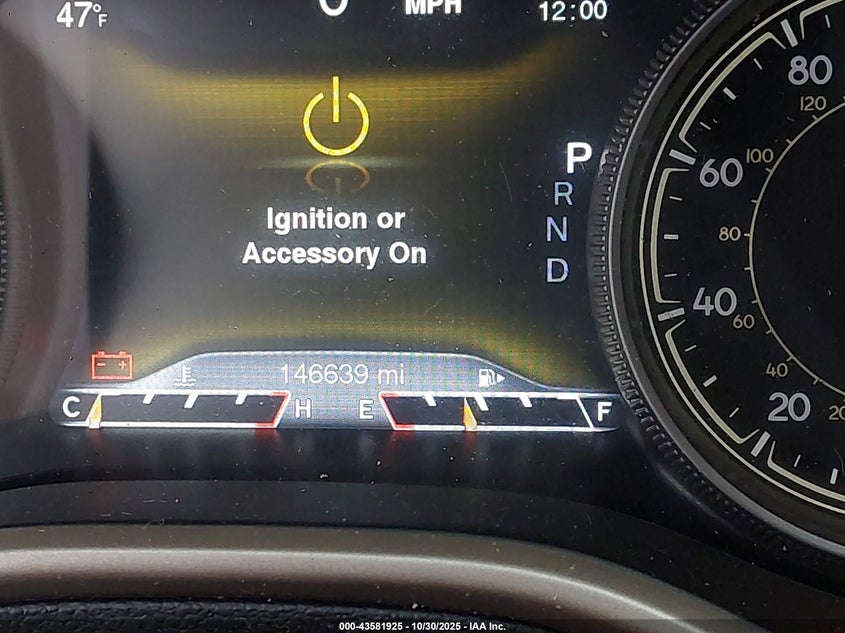 47°F
0 MPH
12:00
Ignition or
Accessory On
P
R
N
D
146639 mi
C H E F
80
60
40
20
120
100
80
60
40
20
000-43581925 - 10/30/2025 - IAA Inc.